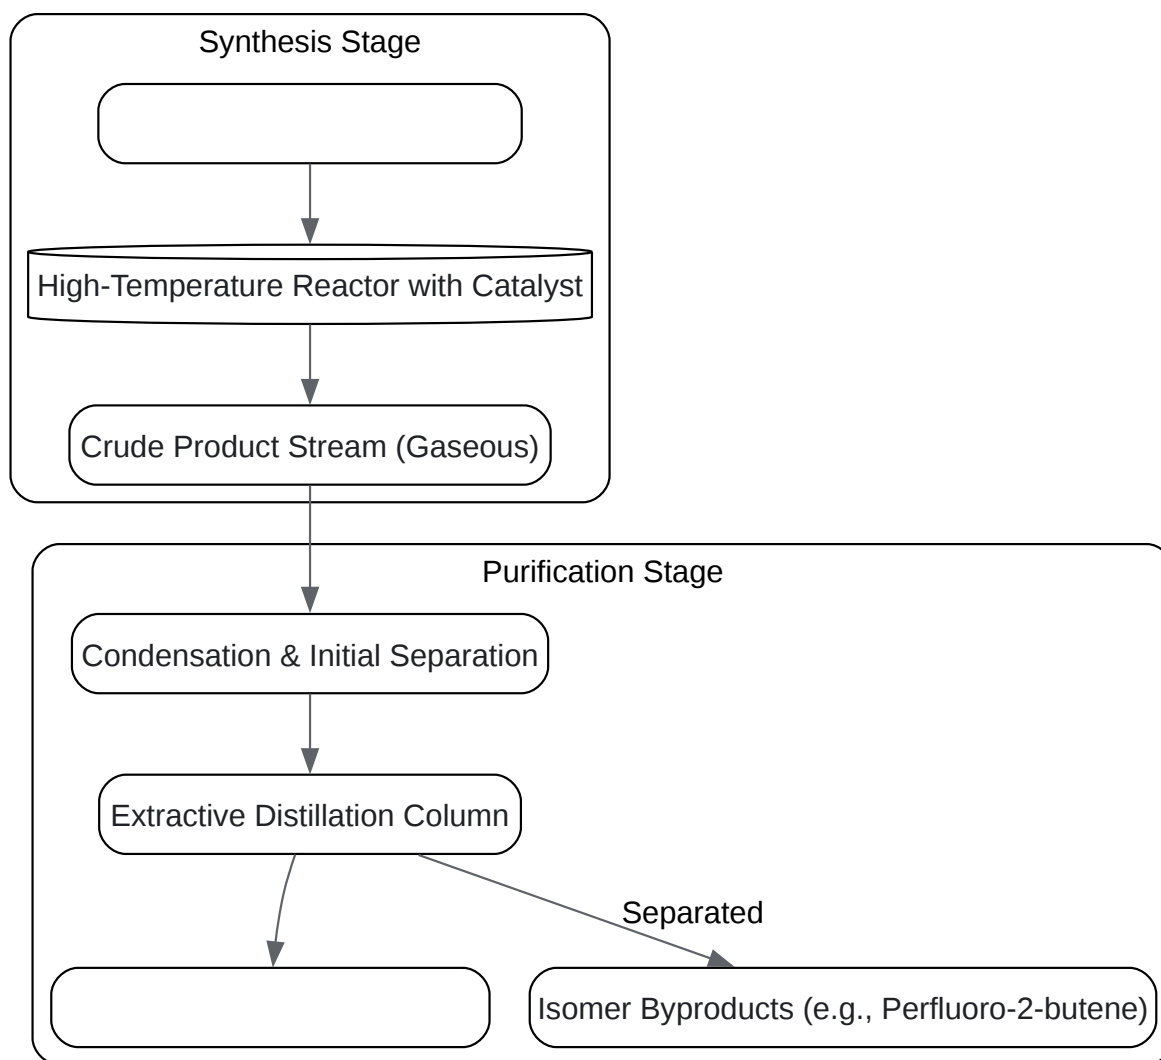 Synthesis Stage
High-Temperature Reactor with Catalyst
Crude Product Stream (Gaseous)
Purification Stage
Condensation & Initial Separation
Extractive Distillation Column
Separated
Isomer Byproducts (e.g., Perfluoro-2-butene)